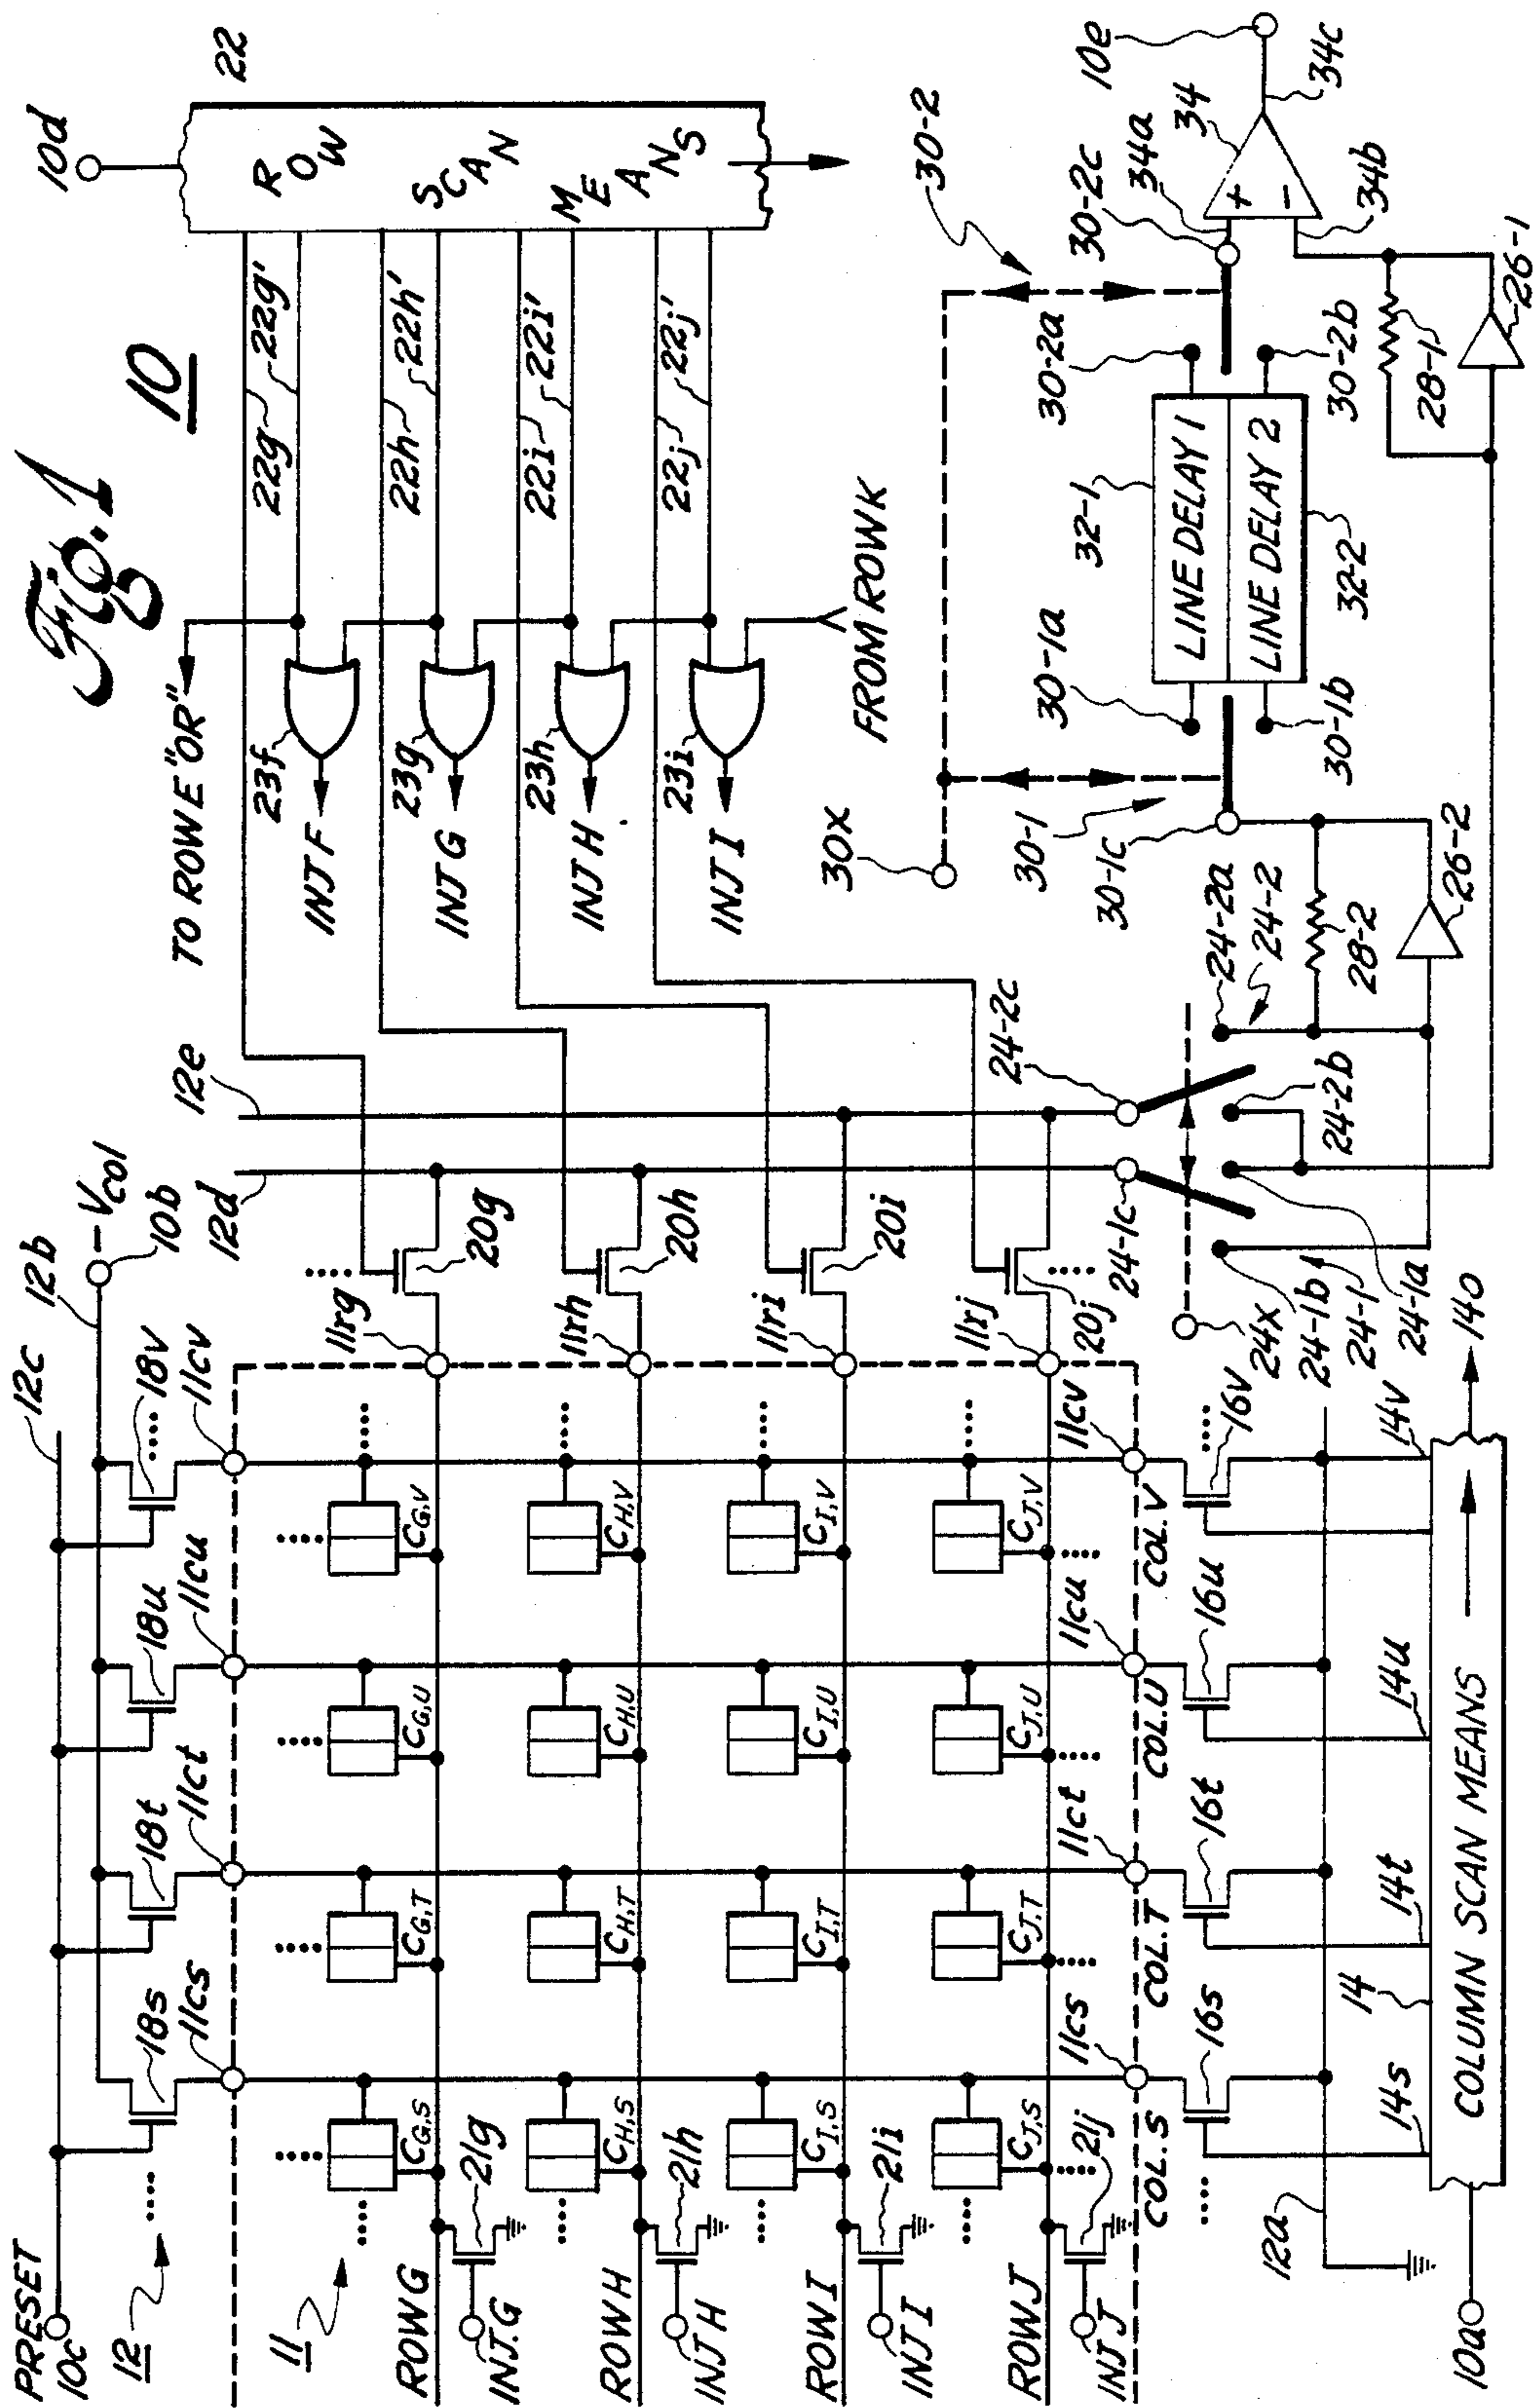 Fig. 1
10
PRESET
10c
12c
12b
-VCOL
10b
12
18s
18t
18u
18v
11cs
11ct
11cu
11cv
12d
12e
11
CG,S
CG,T
CG,U
CG,V
ROW G
INJ.G
21g
11rg
20g
CH,S
CH,T
CH,U
CH,V
ROW H
INJ H
21h
11rh
20h
CI,S
CI,T
CI,U
CI,V
ROW I
INJ I
21i
11ri
20i
CJ,S
CJ,T
CJ,U
CJ,V
ROW J
INJ J
21j
11rj
20j
11cs
11ct
11cu
11cv
COL.S
COL.T
COL.U
COL.V
16s
16t
16u
16v
12a
14s
14
14t
14u
14v
10a
COLUMN SCAN MEANS
140
TO ROW E "OR"
23f
INJ F
23g
INJ G
23h
INJ H
23i
INJ I
FROM ROW K
22g
22g'
22h
22h'
22i
22i'
22j
22j'
10d
22
ROW
SCAN
MEANS
24-1c
24-2c
24x
24-1b
24-1
24-1a
24-2b
24-2a
24-2
28-2
26-2
30x
30-1
30-1c
30-1a
30-1b
32-1
LINE DELAY 1
LINE DELAY 2
32-2
30-2
30-2a
30-2b
30-2c
34a
+
-
34
34b
34c
10e
28-1
26-1